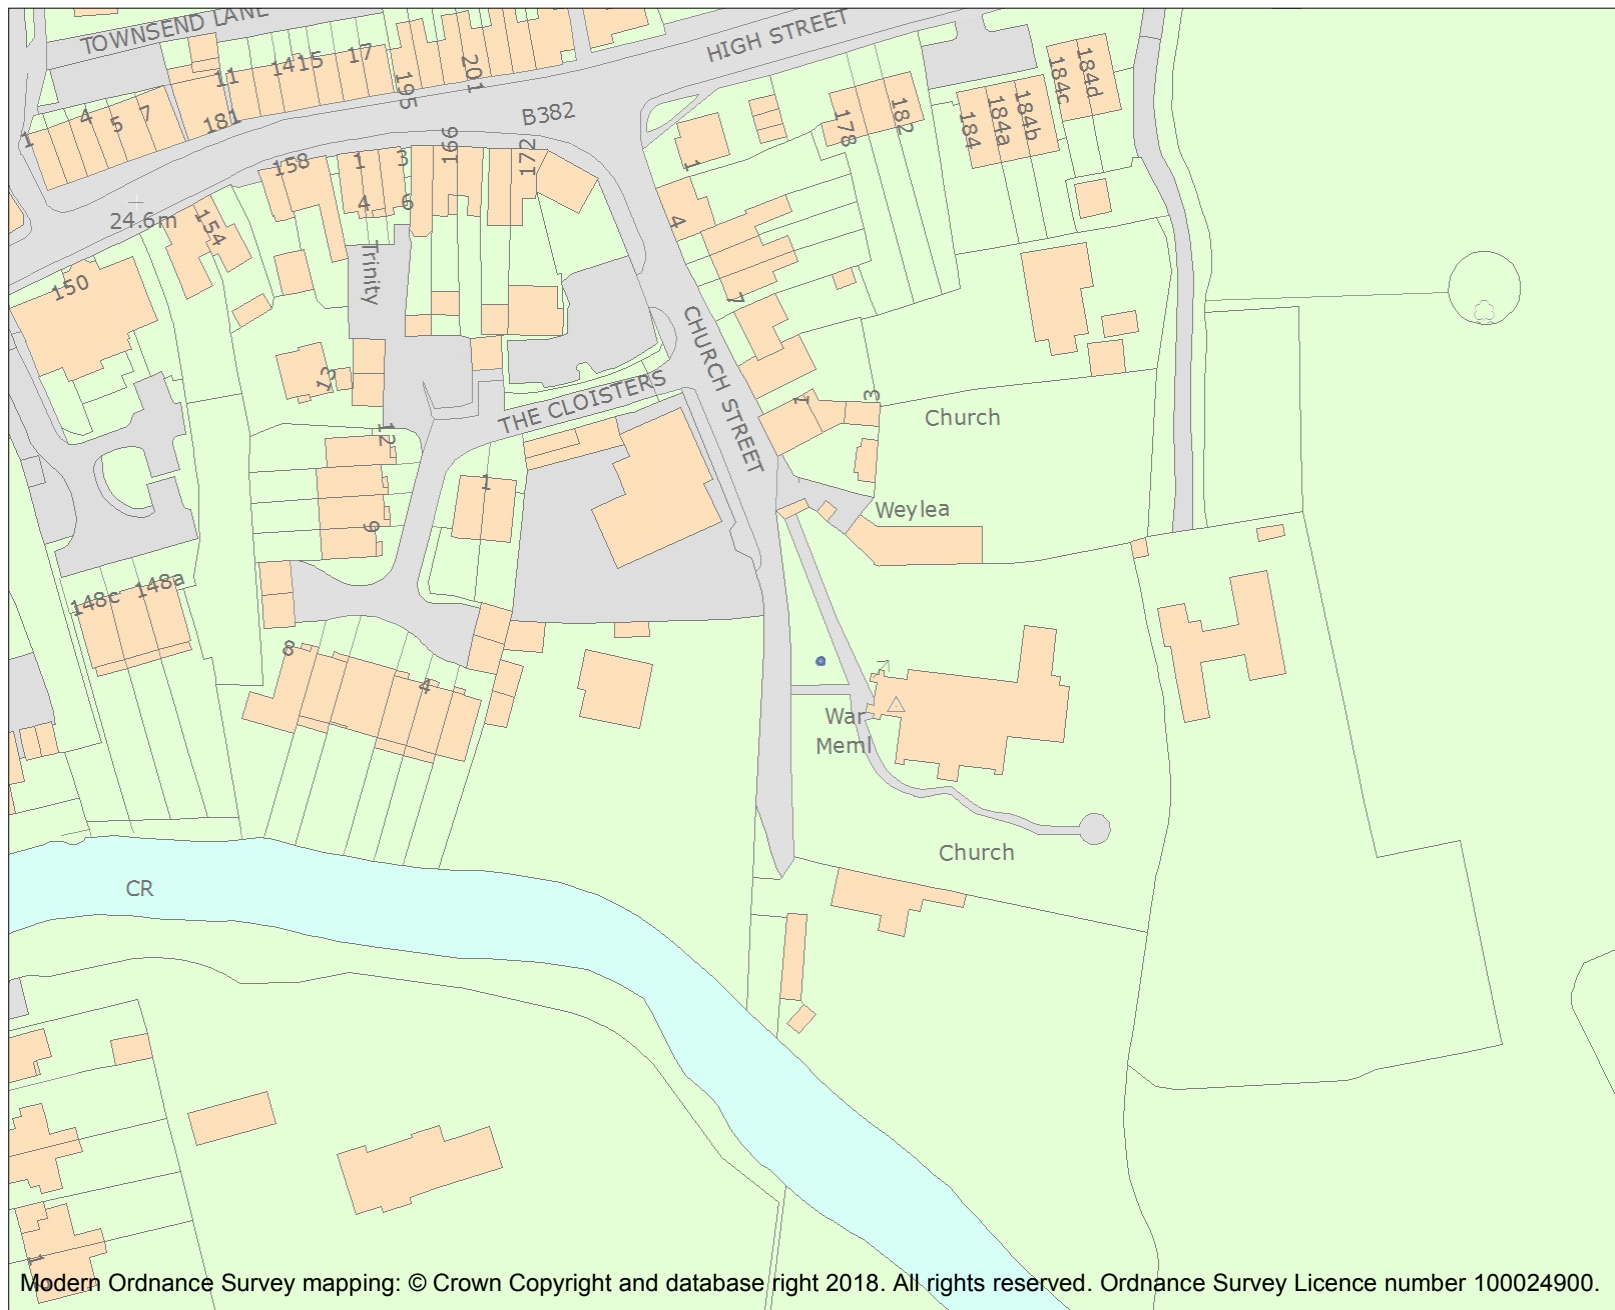 TOWNSEND LANE
HIGH STREET
17
1415
11
201
195
184c
184d
4
5
7
1
181
B382
178
182
184
184a
184b
158
1
3
166
172
1
4
6
4
24.6m
154
Trinity
150
7
CHURCH STREET
13
THE CLOISTERS
1
3
Church
12
1
9
Weylea
148c
148a
8
4
War
Meml
Church
CR
1
Modern Ordnance Survey mapping: © Crown Copyright and database right 2018. All rights reserved. Ordnance Survey Licence number 100024900.